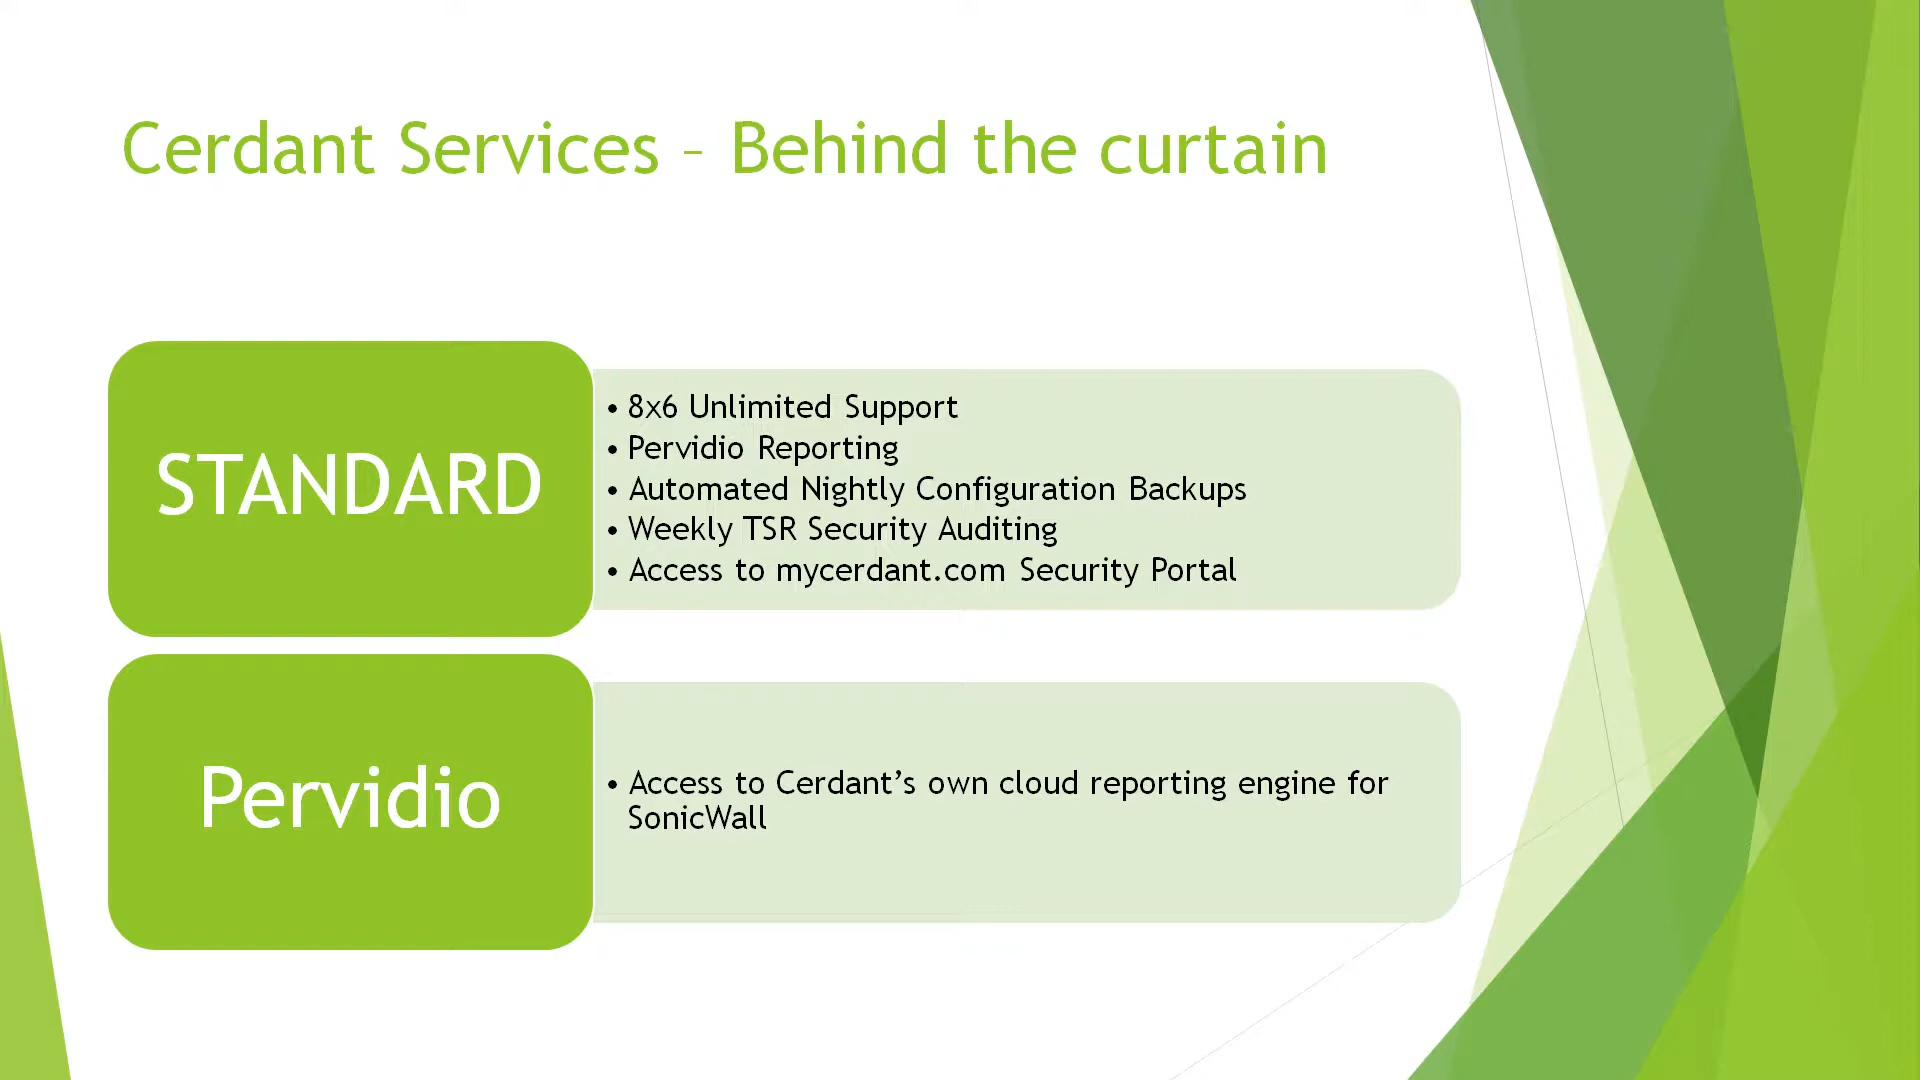 Cerdant Services – Behind the curtain
STANDARD
• 8x6 Unlimited Support
• Pervidio Reporting
• Automated Nightly Configuration Backups
• Weekly TSR Security Auditing
• Access to mycerdant.com Security Portal
Pervidio
• Access to Cerdant’s own cloud reporting engine for
SonicWall